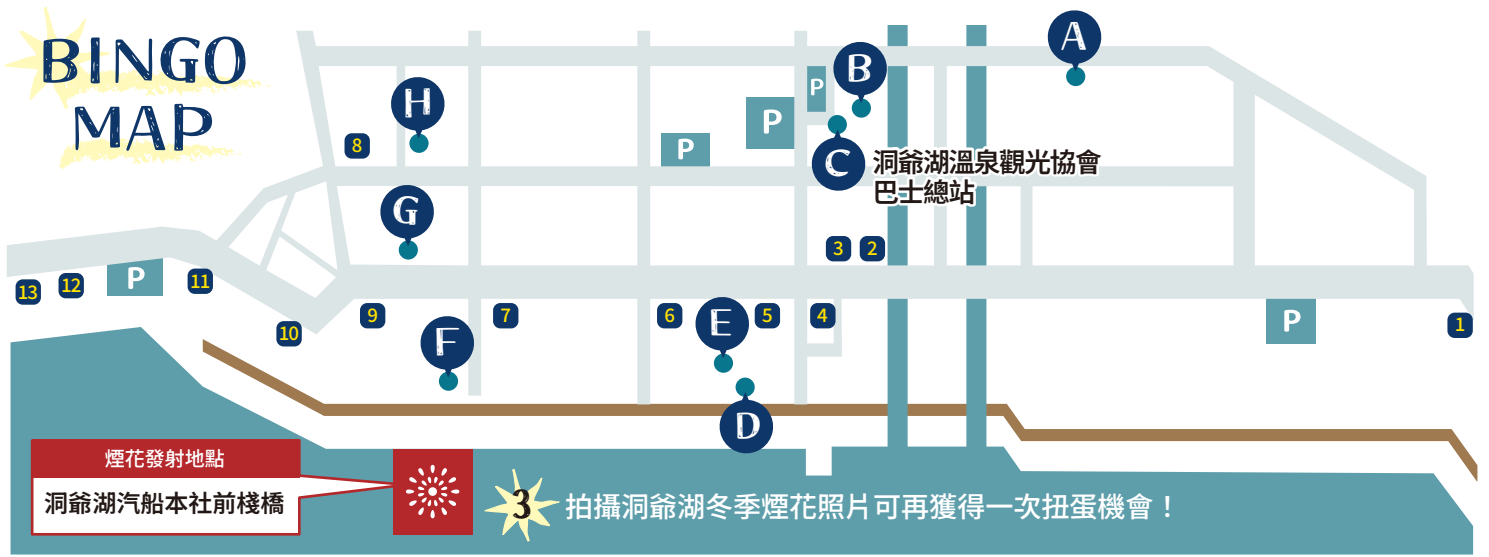 BINGO
MAP
A
B
P
P
P
H
8
C
洞爺湖溫泉觀光協會
巴士總站
G
3
2
13
12
P
11
10
9
F
7
6
E
5
4
P
1
D
煙花發射地點
洞爺湖汽船本社前棧橋
3
拍攝洞爺湖冬季煙花照片可再獲得一次扭蛋機會！